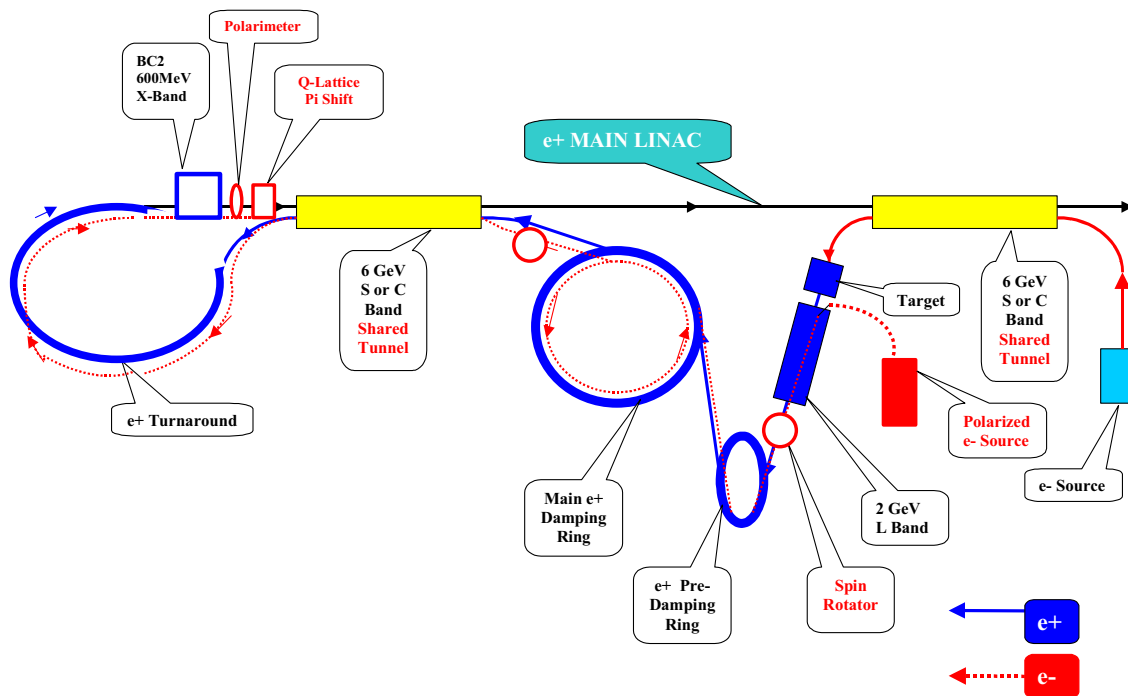 Polarimeter
BC2
600MeV
X-Band
Q-Lattice
Pi Shift
e+ MAIN LINAC
6 GeV
S or C
Band
Shared
Tunnel
Target
6 GeV
S or C
Band
Shared
Tunnel
e+ Turnaround
Polarized
e- Source
e- Source
Main e+
Damping
Ring
2 GeV
L Band
e+ Pre-
Damping
Ring
Spin
Rotator
e+
e-